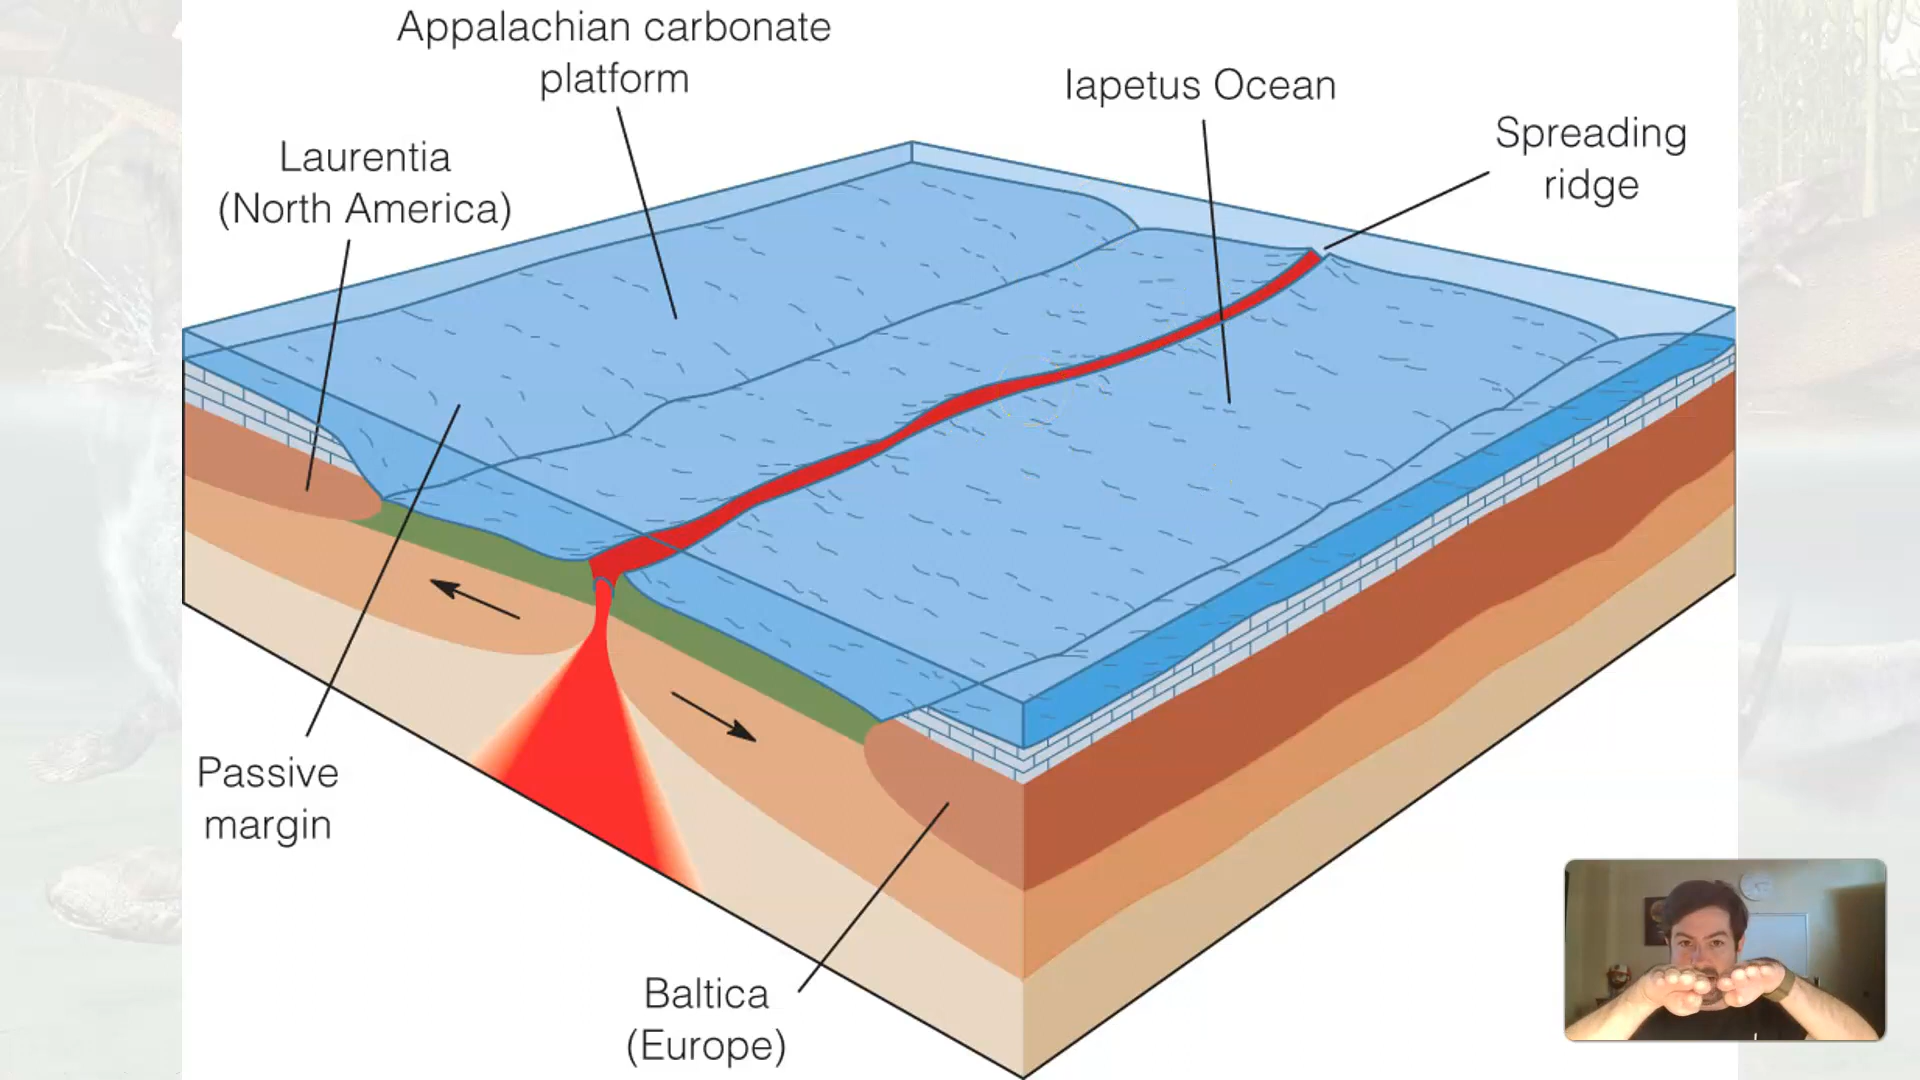 Appalachian carbonate
platform
Iapetus Ocean
Spreading
ridge
Laurentia
(North America)
Passive
margin
Baltica
(Europe)